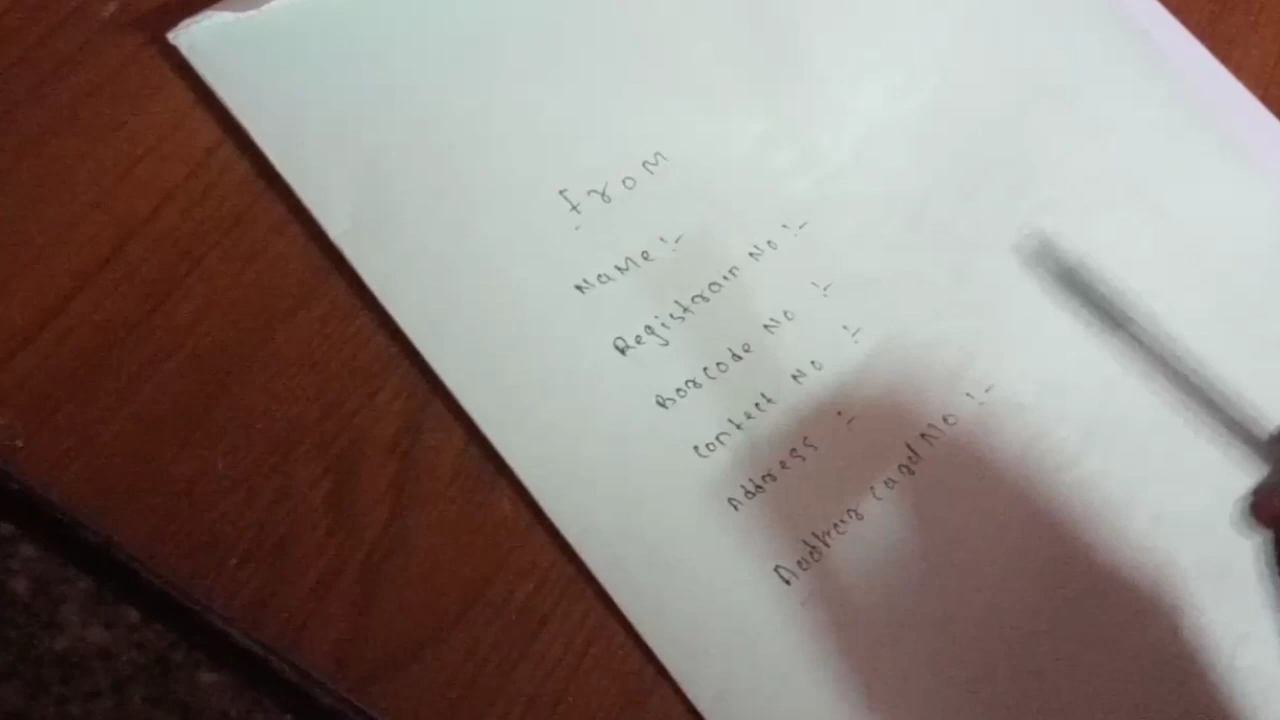 from
Name :-
Registrain No :-
Barcode No :-
Contect No :-
Address :-
Aadhar Card No :-